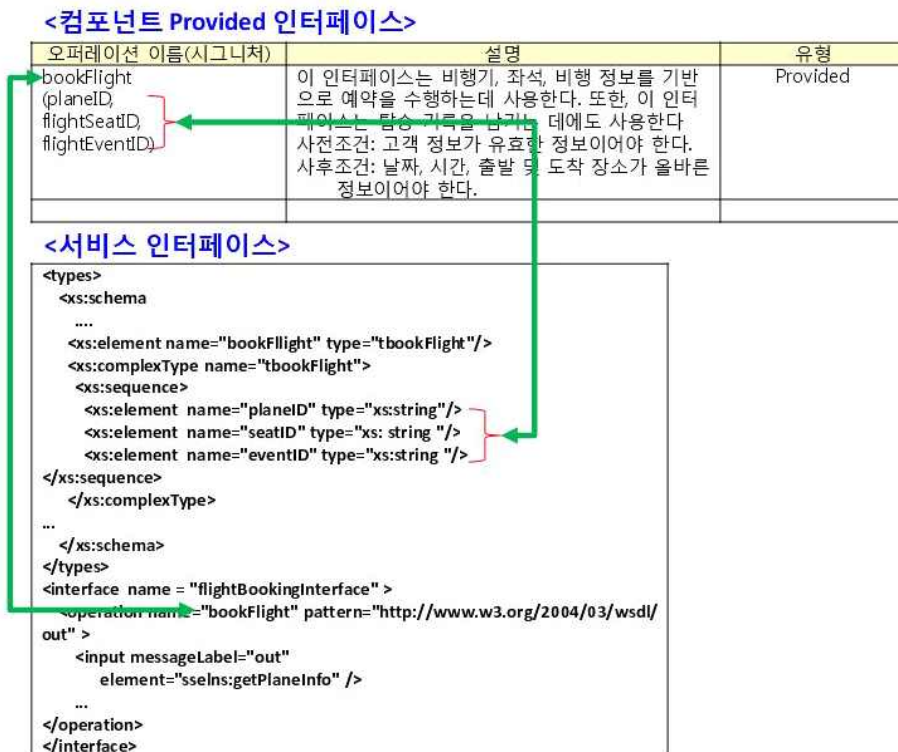 <컴포넌트 Provided 인터페이스>
오퍼레이션 이름(시그니처) 설명 유형
bookFlight 이 인터페이스는 비행기, 좌석, 비행 정보를 기반 Provided
(planeID, 으로 예약을 수행하는데 사용한다. 또한, 이 인터
flightSeatID, 페이스는 탑승 기록을 남기는 데에도 사용한다
flightEventID) 사전조건: 고객 정보가 유효한 정보이어야 한다.
사후조건: 날짜, 시간, 출발 및 도착 장소가 올바른
정보이어야 한다.
<서비스 인터페이스>
<types>
<xs:schema
....
<xs:element name="bookFllight" type="tbookFlight"/>
<xs:complexType name="tbookFlight">
<xs:sequence>
<xs:element name="planeID" type="xs:string"/>
<xs:element name="seatID" type="xs: string "/>
<xs:element name="eventID" type="xs:string "/>
</xs:sequence>
</xs:complexType>
...
</xs:schema>
</types>
<interface name = "flightBookingInterface" >
<operation name="bookFlight" pattern="http://www.w3.org/2004/03/wsdl/
out" >
<input messageLabel="out"
element="sselns:getPlaneInfo" />
...
</operation>
</interface>